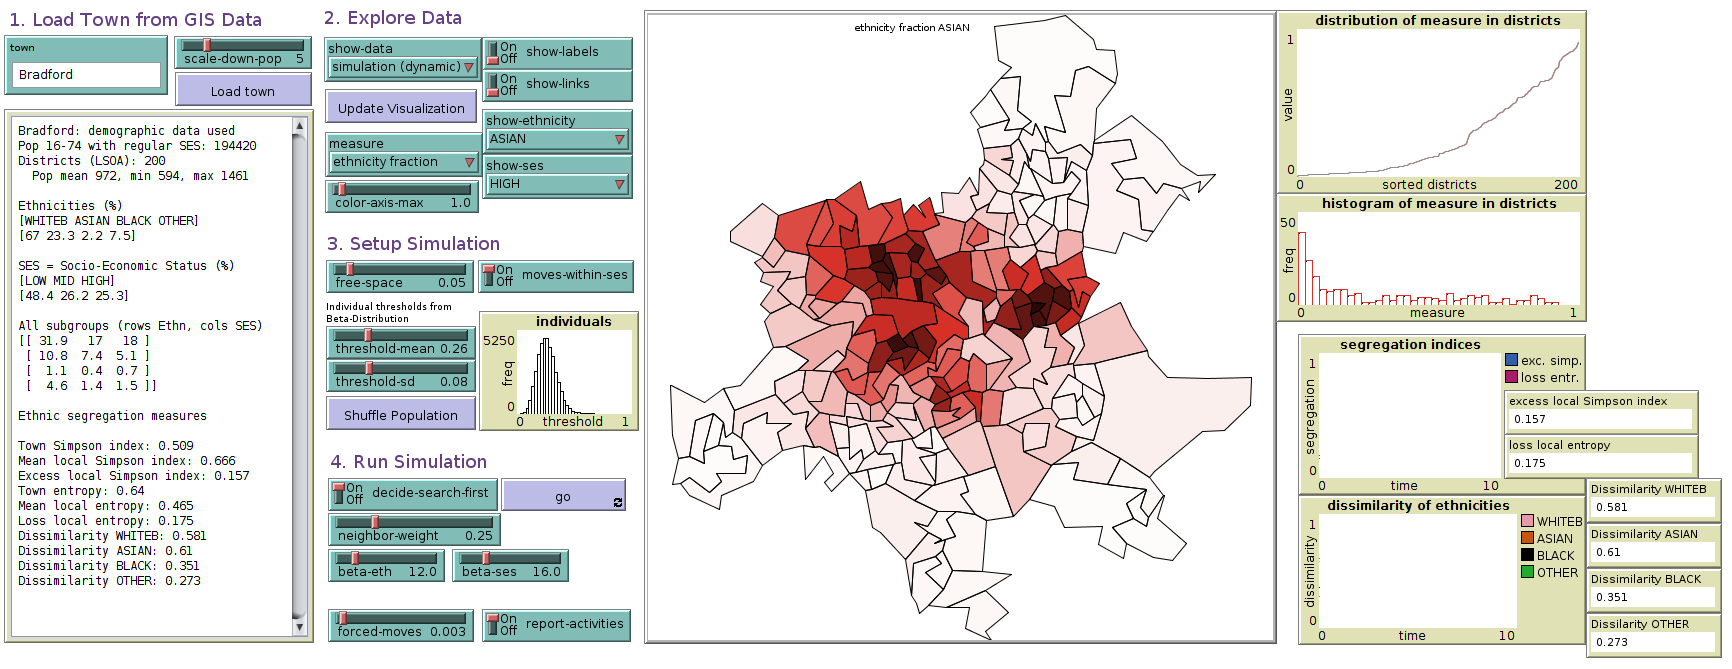 1. Load Town from GIS Data
town
Bradford
scale-down-pop 5
Load town
Bradford: demographic data used
Pop 16-74 with regular SES: 194420
Districts (LSOA): 200
Pop mean 972, min 594, max 1461
Ethnicities (%)
[WHITEB ASIAN BLACK OTHER]
[67 23.3 2.2 7.5]
SES = Socio-Economic Status (%)
[LOW MID HIGH]
[48.4 26.2 25.3]
All subgroups (rows Ethn, cols SES)
[[ 31.9 17 18 ]
[ 10.8 7.4 5.1 ]
[ 1.1 0.4 0.7 ]
[ 4.6 1.4 1.5 ]]
Ethnic segregation measures
Town Simpson index: 0.509
Mean local Simpson index: 0.666
Excess local Simpson index: 0.157
Town entropy: 0.64
Mean local entropy: 0.465
Loss local entropy: 0.175
Dissimilarity WHITEB: 0.581
Dissimilarity ASIAN: 0.61
Dissimilarity BLACK: 0.351
Dissimilarity OTHER: 0.273
2. Explore Data
show-data
simulation (dynamic)
On
Off
show-labels
On
Off
show-links
Update Visualization
show-ethnicity
ASIAN
measure
ethnicity fraction
show-ses
HIGH
color-axis-max 1.0
3. Setup Simulation
free-space 0.05
On
Off
moves-within-ses
Individual thresholds from
Beta-Distribution
threshold-mean 0.26
threshold-sd 0.08
Shuffle Population
individuals
5250
freq
0
0 threshold 1
4. Run Simulation
On
Off
decide-search-first
go
neighbor-weight 0.25
beta-eth 12.0
beta-ses 16.0
forced-moves 0.003
On
Off
report-activities
ethnicity fraction ASIAN
distribution of measure in districts
1
value
0
0 sorted districts 200
histogram of measure in districts
50
freq
0
0 measure 1
segregation indices
1
segregation
0
0 time 10
exc. simp.
loss entr.
excess local Simpson index
0.157
loss local entropy
0.175
dissimilarity of ethnicities
1
dissimilarity
0
0 time 10
WHITEB
ASIAN
BLACK
OTHER
Dissimilarity WHITEB
0.581
Dissimilarity ASIAN
0.61
Dissimilarity BLACK
0.351
Dissilarity OTHER
0.273